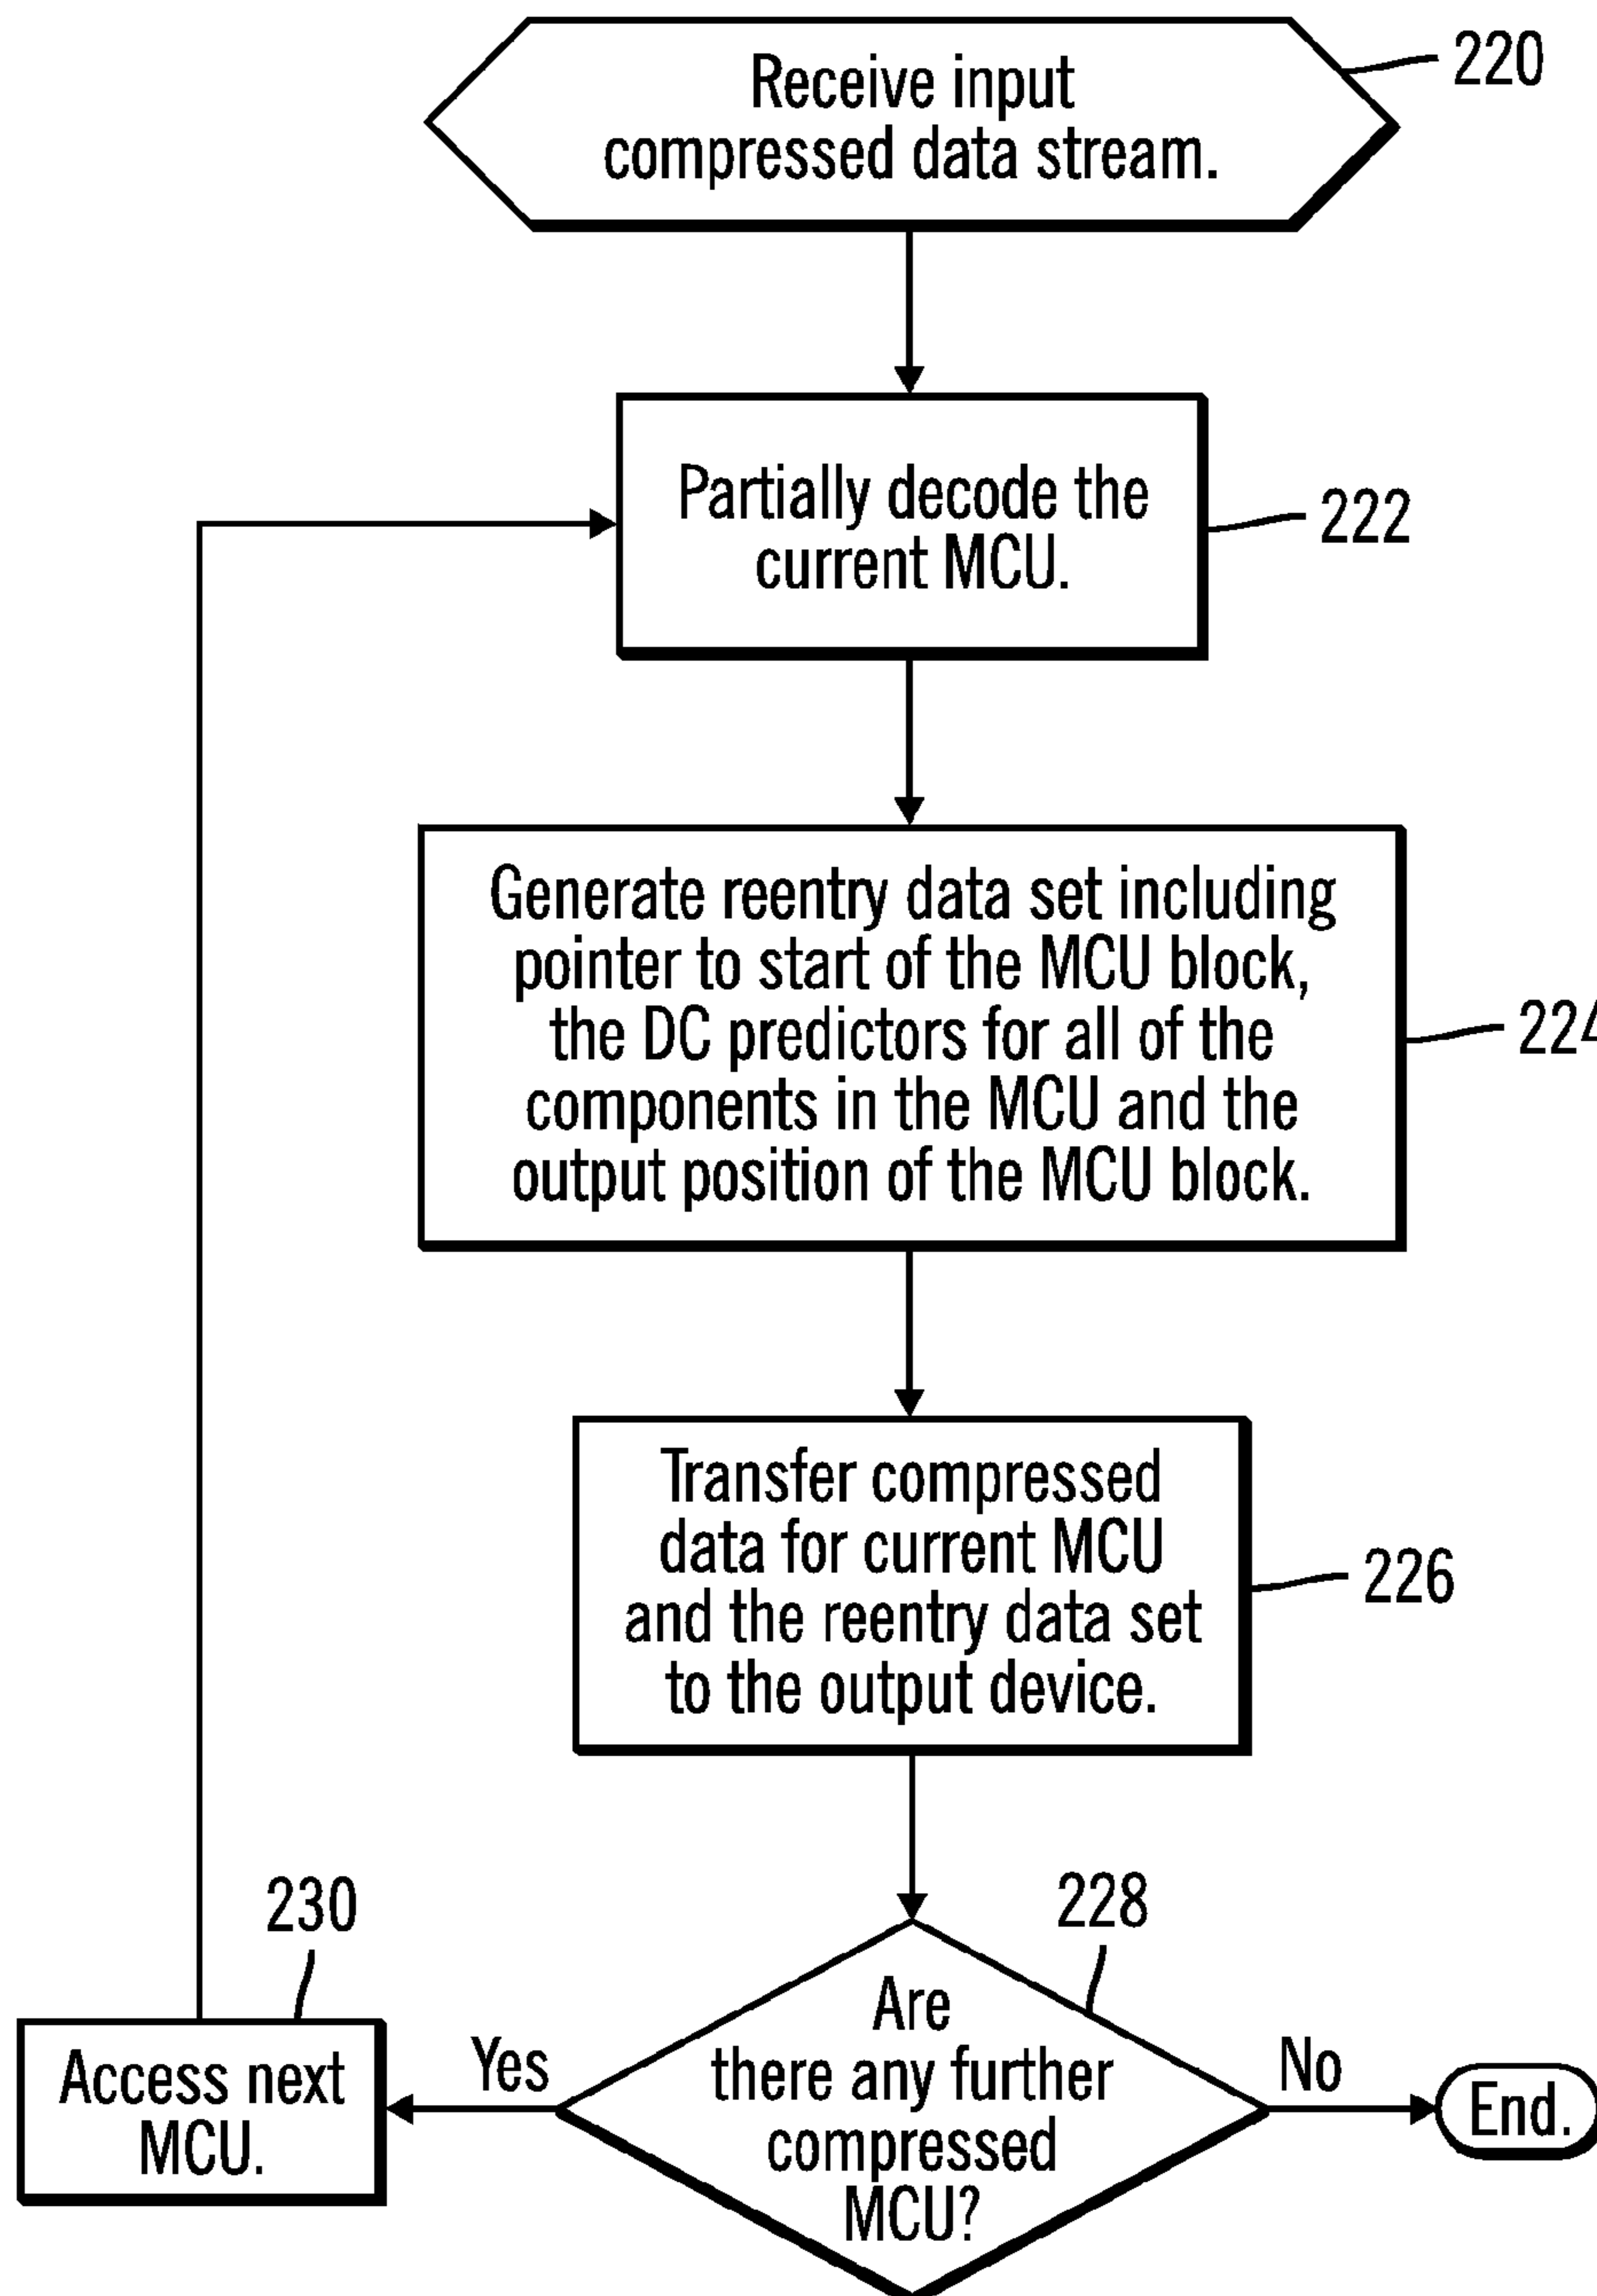 Receive input
compressed data stream.
220
Partially decode the
current MCU.
222
Generate reentry data set including
pointer to start of the MCU block,
the DC predictors for all of the
components in the MCU and the
output position of the MCU block.
224
Transfer compressed
data for current MCU
and the reentry data set
to the output device.
226
228
Are
there any further
compressed
MCU?
Yes
No
230
Access next
MCU.
End.